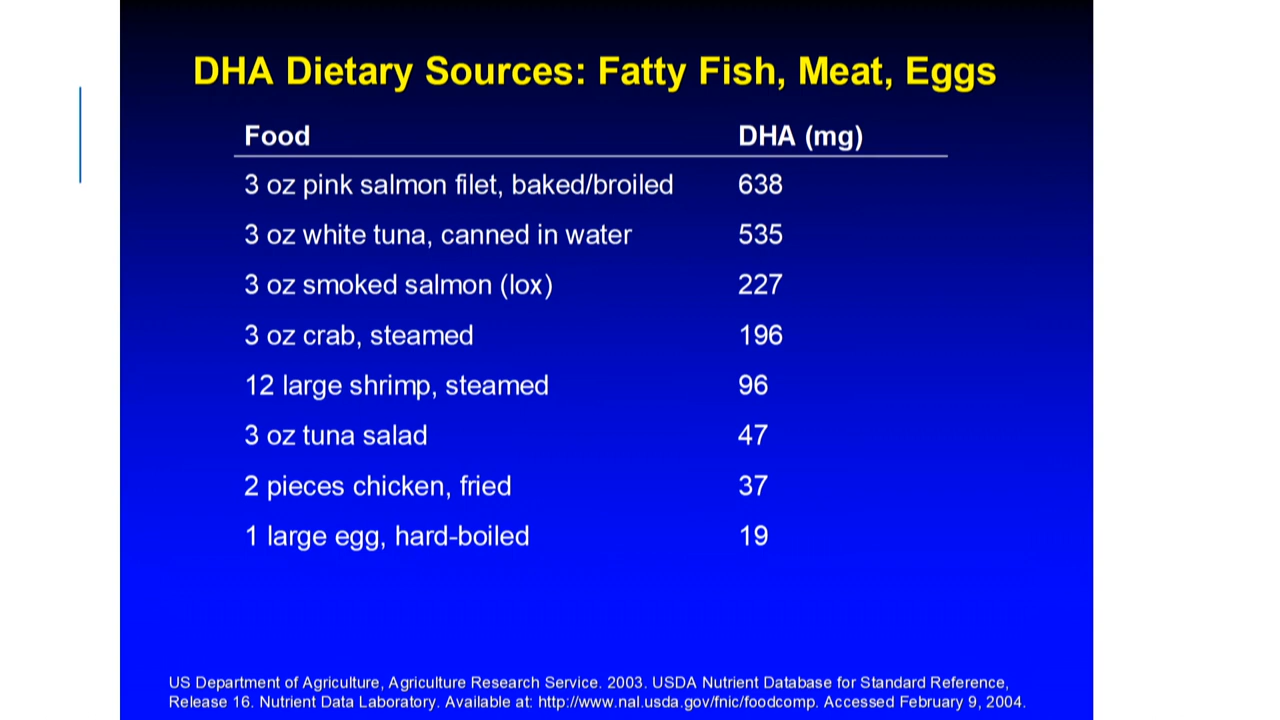 DHA Dietary Sources: Fatty Fish, Meat, Eggs
Food DHA (mg)
3 oz pink salmon filet, baked/broiled 638
3 oz white tuna, canned in water 535
3 oz smoked salmon (lox) 227
3 oz crab, steamed 196
12 large shrimp, steamed 96
3 oz tuna salad 47
2 pieces chicken, fried 37
1 large egg, hard-boiled 19
US Department of Agriculture, Agriculture Research Service. 2003. USDA Nutrient Database for Standard Reference,
Release 16. Nutrient Data Laboratory. Available at: http://www.nal.usda.gov/fnic/foodcomp. Accessed February 9, 2004.